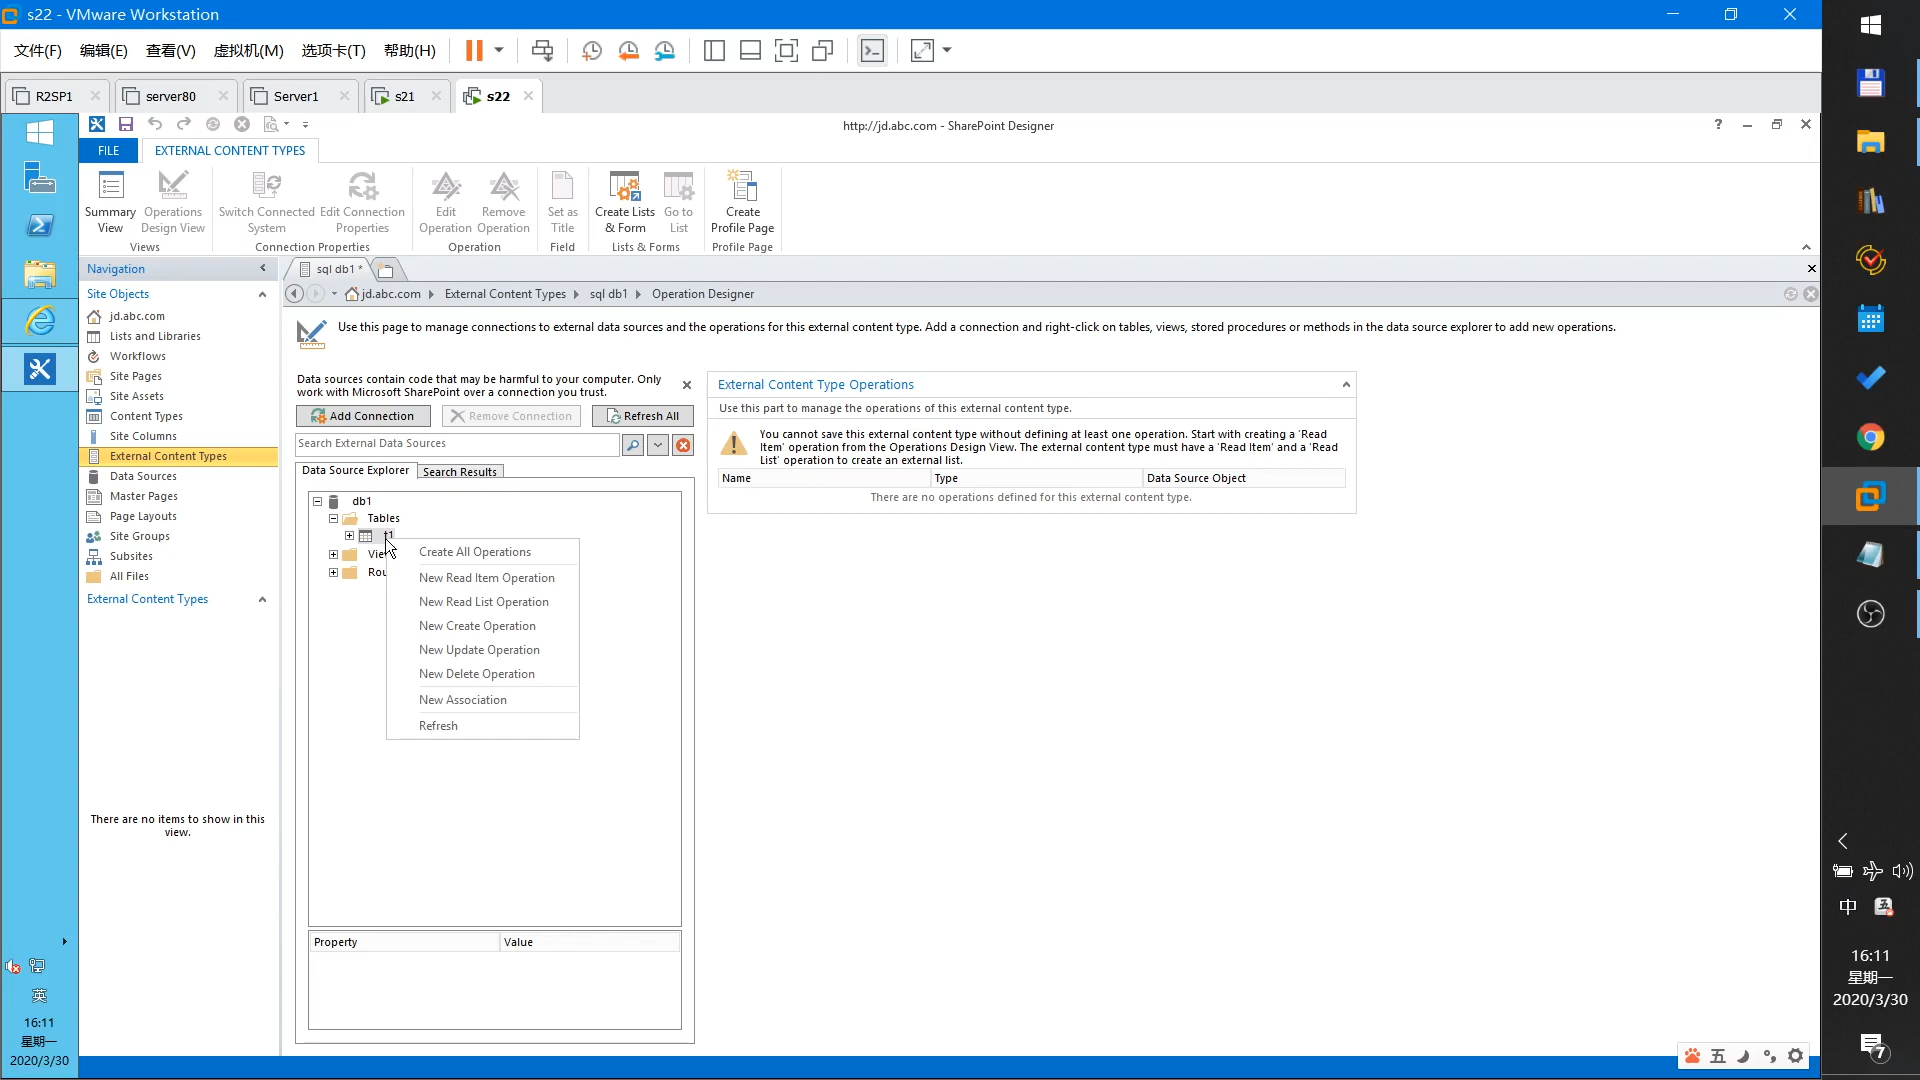 s22 - VMware Workstation
文件(F) 编辑(E) 查看(V) 虚拟机(M) 选项卡(T) 帮助(H)
R2SP1 server80 Server1 s21 s22
http://jd.abc.com - SharePoint Designer
FILE EXTERNAL CONTENT TYPES
Summary View
Operations Design View
Views
Switch Connected System
Edit Connection Properties
Connection Properties
Edit Operation
Remove Operation
Operation
Set as Title
Field
Create Lists & Form
Go to List
Lists & Forms
Create Profile Page
Profile Page
Navigation
Site Objects
jd.abc.com
Lists and Libraries
Workflows
Site Pages
Site Assets
Content Types
Site Columns
External Content Types
Data Sources
Master Pages
Page Layouts
Site Groups
Subsites
All Files
External Content Types
There are no items to show in this
view.
sql db1 *
jd.abc.com External Content Types sql db1 Operation Designer
Use this page to manage connections to external data sources and the operations for this external content type. Add a connection and right-click on tables, views, stored procedures or methods in the data source explorer to add new operations.
Data sources contain code that may be harmful to your computer. Only
work with Microsoft SharePoint over a connection you trust.
Add Connection Remove Connection Refresh All
Search External Data Sources
Data Source Explorer Search Results
db1
Tables
t1
Create All Operations
New Read Item Operation
New Read List Operation
New Create Operation
New Update Operation
New Delete Operation
New Association
Refresh
Property Value
External Content Type Operations
Use this part to manage the operations of this external content type.
You cannot save this external content type without defining at least one operation. Start with creating a 'Read
Item' operation from the Operations Design View. The external content type must have a 'Read Item' and a 'Read
List' operation to create an external list.
Name Type Data Source Object
There are no operations defined for this external content type.
英
16:11
星期一
2020/3/30
五
中 五
16:11
星期一
2020/3/30
7